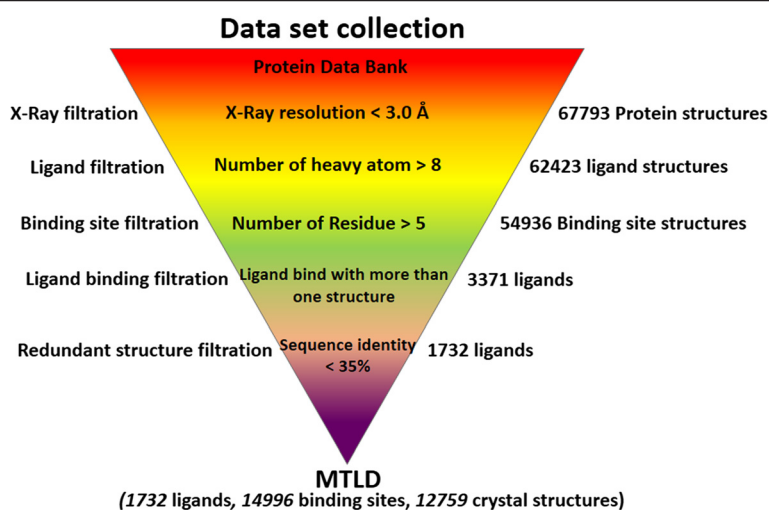 Data set collection
Protein Data Bank
X-Ray filtration X-Ray resolution < 3.0 Å 67793 Protein structures
Ligand filtration Number of heavy atom > 8 62423 ligand structures
Binding site filtration Number of Residue > 5 54936 Binding site structures
Ligand binding filtration Ligand bind with more than one structure 3371 ligands
Redundant structure filtration Sequence identity < 35% 1732 ligands
MTLD
(1732 ligands, 14996 binding sites, 12759 crystal structures)